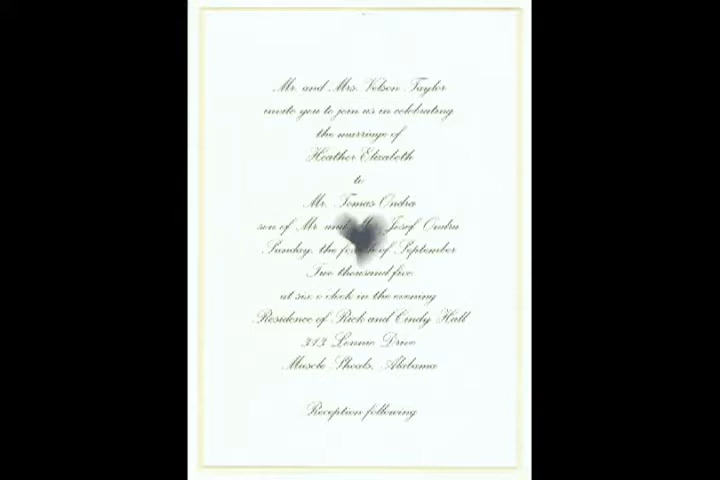 Mr. and Mrs. Nelson Taylor
invite you to join us in celebrating
the marriage of
Heather Elizabeth
to
Mr. Tomas Ondra
son of Mr. and Josef Ondra
Sunday, the of September
Two thousand five
at six o'clock in the evening
Residence of Rick and Cindy Hall
313 Drive
Muscle Shoals, Alabama
Reception following